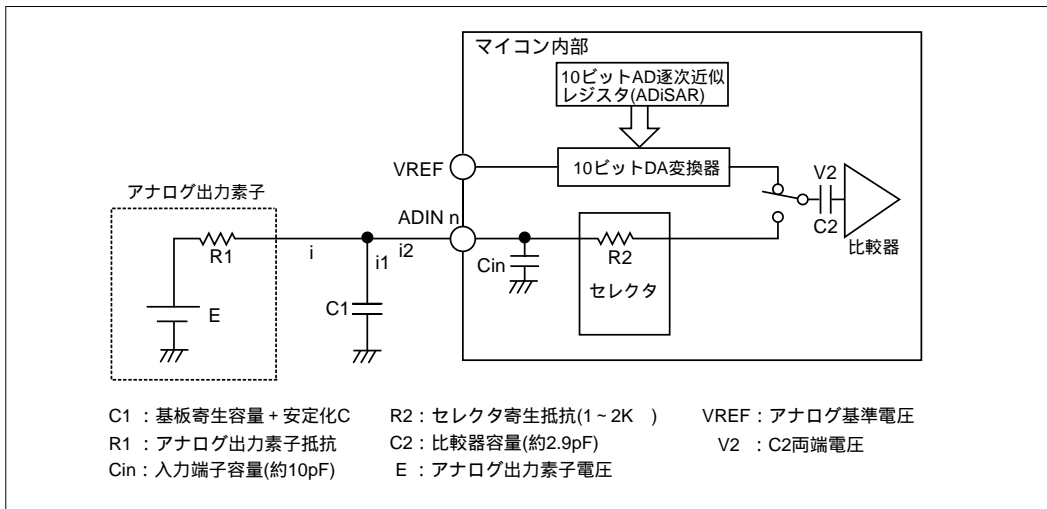 マイコン内部
10ビットAD逐次近似
レジスタ(ADiSAR)
VREF
10ビットDA変換器
V2
アナログ出力素子
ADIN n
C2
比較器
R1
i
i1
i2
Cin
R2
セレクタ
E
C1
C1 : 基板寄生容量 + 安定化C
R2 : セレクタ寄生抵抗(1 ~ 2K )
VREF : アナログ基準電圧
R1 : アナログ出力素子抵抗
C2 : 比較器容量(約2.9pF)
V2 : C2両端電圧
Cin : 入力端子容量(約10pF)
E : アナログ出力素子電圧